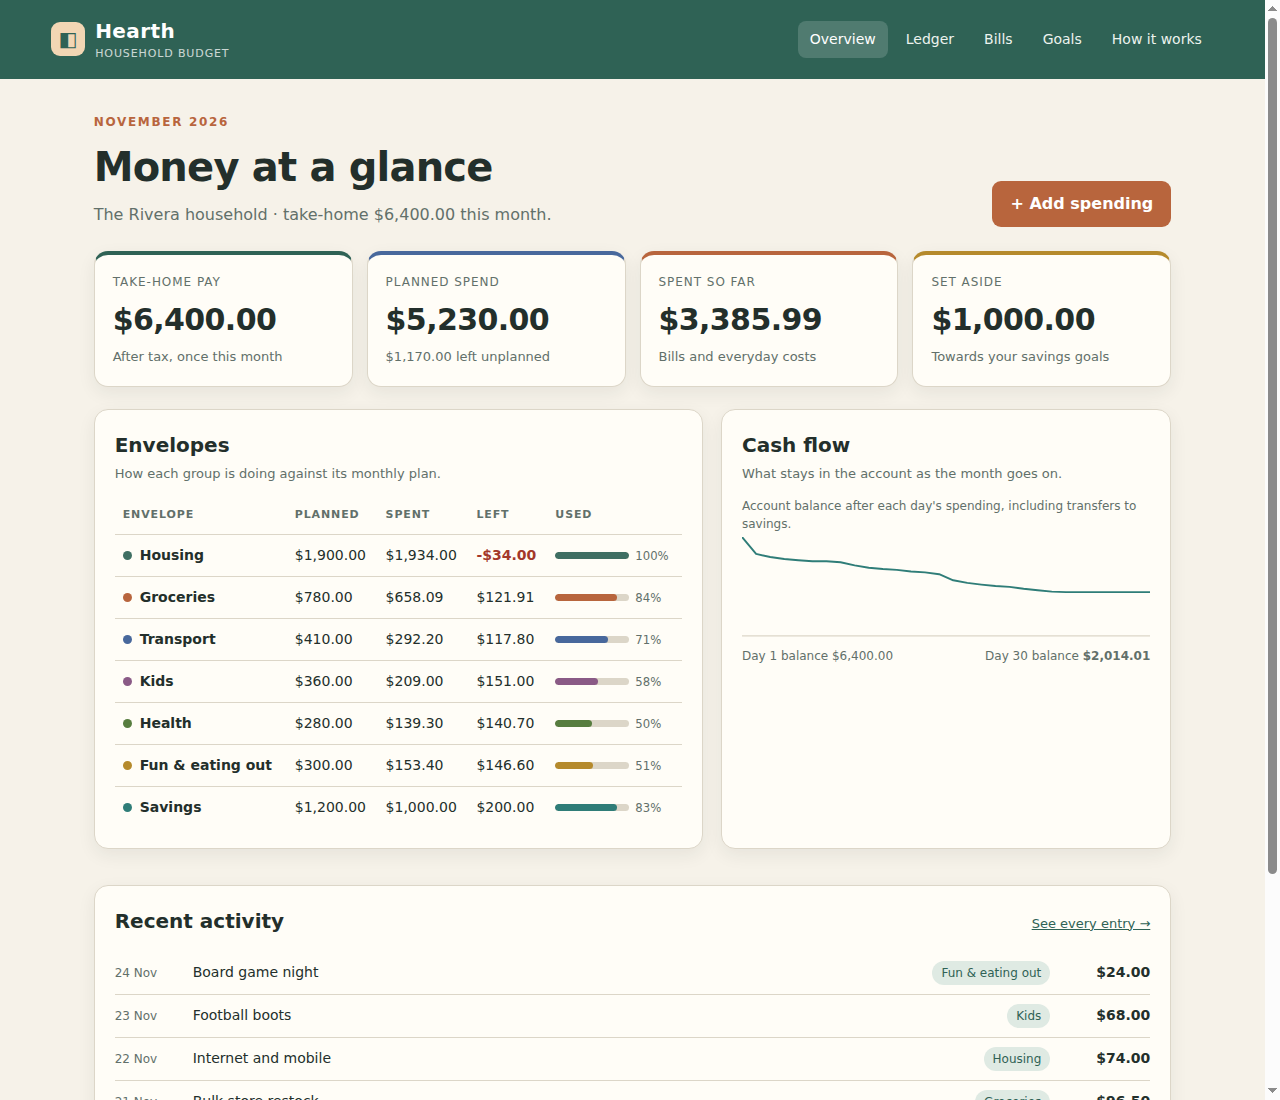 Hearth
HOUSEHOLD BUDGET
Overview Ledger Bills Goals How it works
NOVEMBER 2026
Money at a glance
The Rivera household · take-home $6,400.00 this month.
+ Add spending
TAKE-HOME PAY
$6,400.00
After tax, once this month
PLANNED SPEND
$5,230.00
$1,170.00 left unplanned
SPENT SO FAR
$3,385.99
Bills and everyday costs
SET ASIDE
$1,000.00
Towards your savings goals
Envelopes
How each group is doing against its monthly plan.
ENVELOPE PLANNED SPENT LEFT USED
Housing $1,900.00 $1,934.00 -$34.00 100%
Groceries $780.00 $658.09 $121.91 84%
Transport $410.00 $292.20 $117.80 71%
Kids $360.00 $209.00 $151.00 58%
Health $280.00 $139.30 $140.70 50%
Fun & eating out $300.00 $153.40 $146.60 51%
Savings $1,200.00 $1,000.00 $200.00 83%
Cash flow
What stays in the account as the month goes on.
Account balance after each day's spending, including transfers to
savings.
Day 1 balance $6,400.00 Day 30 balance $2,014.01
Recent activity
See every entry →
24 Nov Board game night Fun & eating out $24.00
23 Nov Football boots Kids $68.00
22 Nov Internet and mobile Housing $74.00
21 Nov Bulk store restock Groceries $96.50